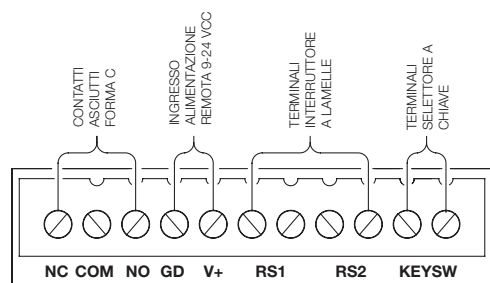 CONTATTI
ASCIUTTI
FORMA C
INGRESSO
ALIMENTAZIONE
REMOTA 9-24 VCC
TERMINALI
INTERRUTTORE
A LAMELLE
TERMINALI
SELETTORE A
CHIAVE
NC COM NO GD V+ RS1 RS2 KEYSW